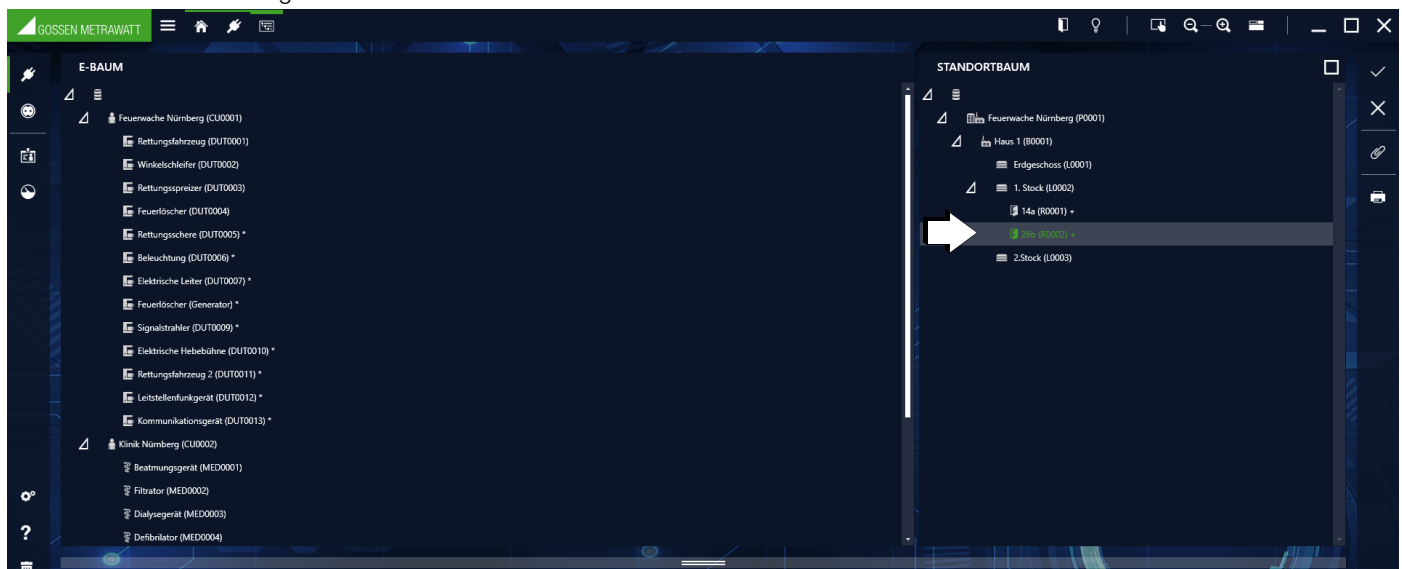 GOSSEN METRAWATT
E-BAUM
Feuerwache Nürnberg (CU0001)
Rettungsfahrzeug (DUT0001)
Winkelschleifer (DUT0002)
Rettungsspreizer (DUT0003)
Feuerlöscher (DUT0004)
Rettungsschere (DUT0005) *
Beleuchtung (DUT0006) *
Elektrische Leiter (DUT0007) *
Feuerlöscher (Generator) *
Signalstrahler (DUT0009) *
Elektrische Hebebühne (DUT0010) *
Rettungsfahrzeug 2 (DUT0011) *
Leitstellenfunkgerät (DUT0012) *
Kommunikationsgerät (DUT0013) *
Klinik Nürnberg (CU0002)
Beatmungsgerät (MED0001)
Filtrator (MED0002)
Dialysegerät (MED0003)
Defibrilator (MED0004)
STANDORTBAUM
Feuerwache Nürnberg (P0001)
Haus 1 (B0001)
Erdgeschoss (L0001)
1. Stock (L0002)
14a (R0001) +
26b (R0002) +
2.Stock (L0003)